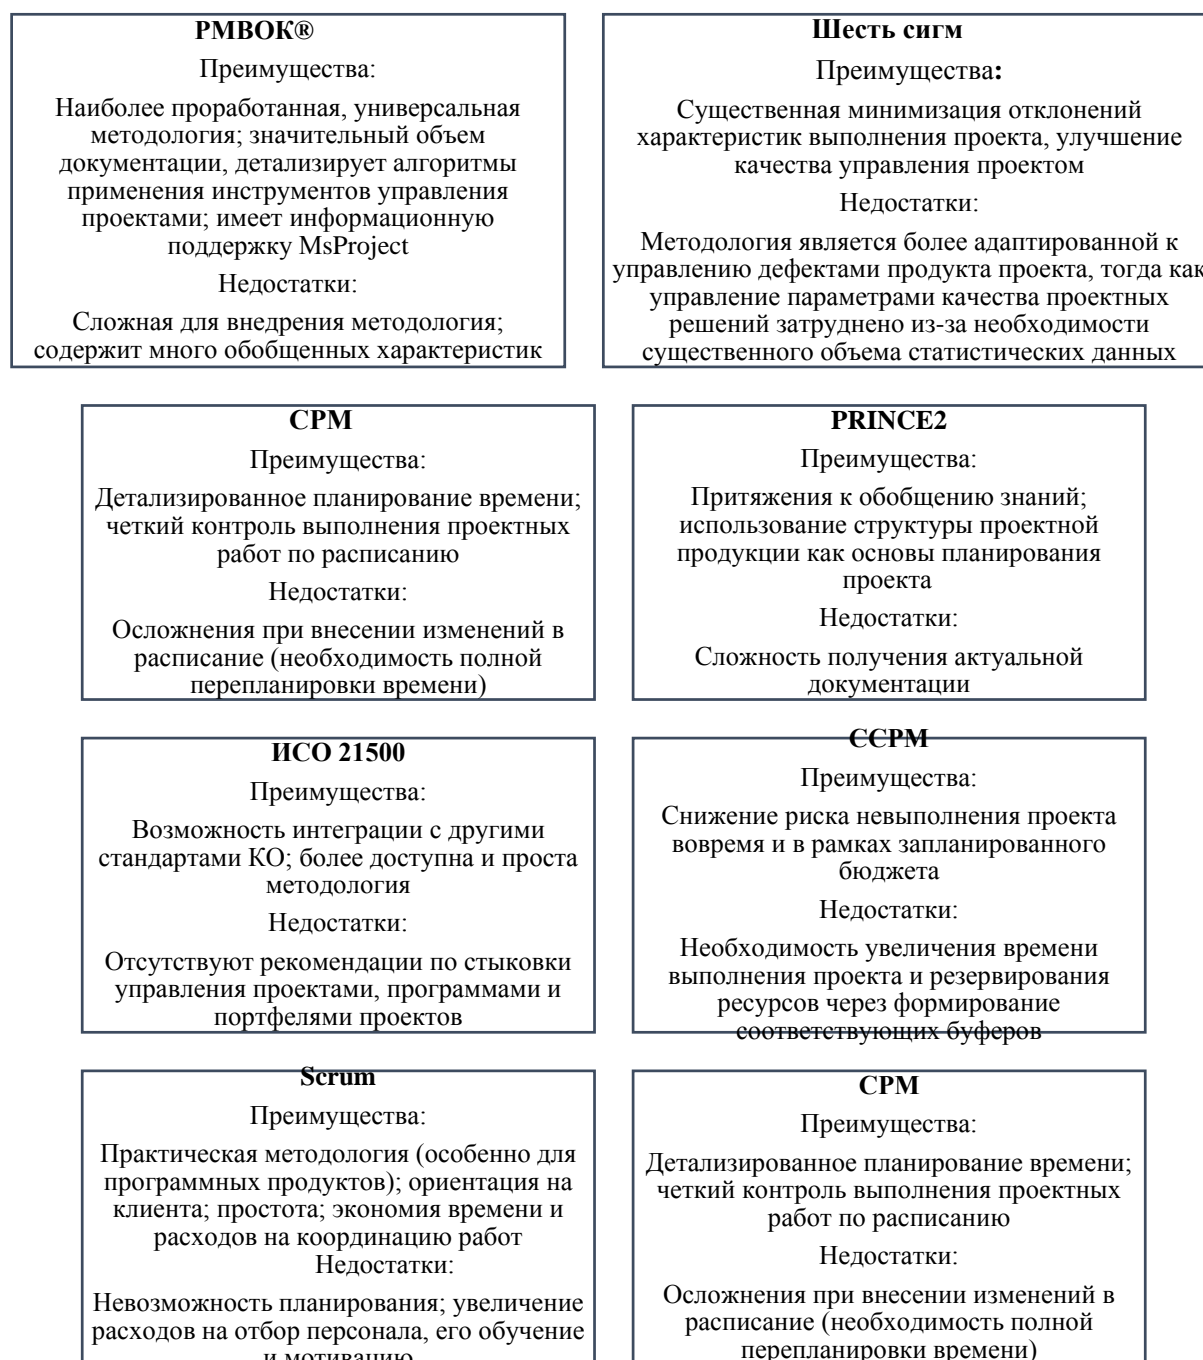 PMBOK®
Преимущества:
Наиболее проработанная, универсальная
методология; значительный объем
документации, детализирует алгоритмы
применения инструментов управления
проектами; имеет информационную
поддержку MsProject
Недостатки:
Сложная для внедрения методология;
содержит много обобщенных характеристик
Шесть сигм
Преимущества:
Существенная минимизация отклонений
характеристик выполнения проекта, улучшение
качества управления проектом
Недостатки:
Методология является более адаптированной к
управлению дефектами продукта проекта, тогда как
управление параметрами качества проектных
решений затруднено из-за необходимости
существенного объема статистических данных
CPM
Преимущества:
Детализированное планирование времени;
четкий контроль выполнения проектных
работ по расписанию
Недостатки:
Осложнения при внесении изменений в
расписание (необходимость полной
перепланировки времени)
PRINCE2
Преимущества:
Притяжения к обобщению знаний;
использование структуры проектной
продукции как основы планирования
проекта
Недостатки:
Сложность получения актуальной
документации
ИСО 21500
Преимущества:
Возможность интеграции с другими
стандартами КО; более доступна и проста
методология
Недостатки:
Отсутствуют рекомендации по стыковки
управления проектами, программами и
портфелями проектов
CCPM
Преимущества:
Снижение риска невыполнения проекта
вовремя и в рамках запланированного
бюджета
Недостатки:
Необходимость увеличения времени
выполнения проекта и резервирования
ресурсов через формирование
соответствующих буферов
Scrum
Преимущества:
Практическая методология (особенно для
программных продуктов); ориентация на
клиента; простота; экономия времени и
расходов на координацию работ
Недостатки:
Невозможность планирования; увеличение
расходов на отбор персонала, его обучение
и мотивацию
CPM
Преимущества:
Детализированное планирование времени;
четкий контроль выполнения проектных
работ по расписанию
Недостатки:
Осложнения при внесении изменений в
расписание (необходимость полной
перепланировки времени)